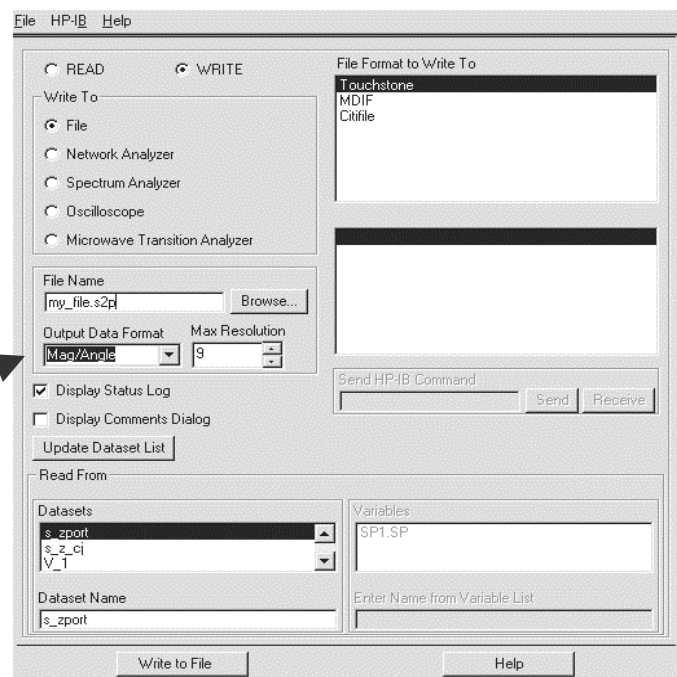 File HP-IB Help
READ WRITE
Write To
File
Network Analyzer
Spectrum Analyzer
Oscilloscope
Microwave Transition Analyzer
File Format to Write To
Touchstone
MDIF
Citifile
File Name
my_file.s2p
Browse...
Output Data Format Max Resolution
Mag/Angle 9
Display Status Log
Display Comments Dialog
Update Dataset List
Send HP-IB Command
Send Receive
Read From
Datasets
s_zport
s_z_cj
V_1
Dataset Name
s_zport
Variables
SP1.SP
Enter Name from Variable List
Write to File Help